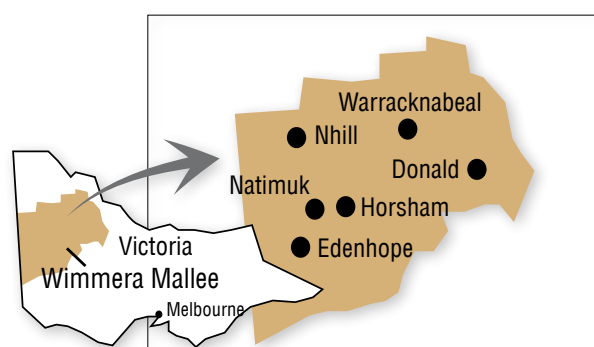 Warracknabeal
Nhill
Donald
Natimuk
Horsham
Edenhope
Victoria
Wimmera Mallee
Melbourne